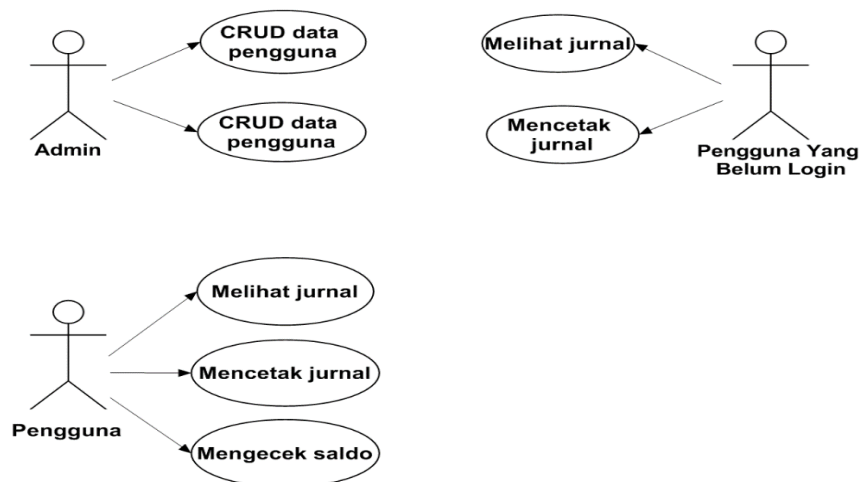 CRUD data
pengguna
CRUD data
pengguna
Admin
Melihat jurnal
Mencetak
jurnal
Pengguna Yang
Belum Login
Melihat jurnal
Mencetak jurnal
Mengecek saldo
Pengguna